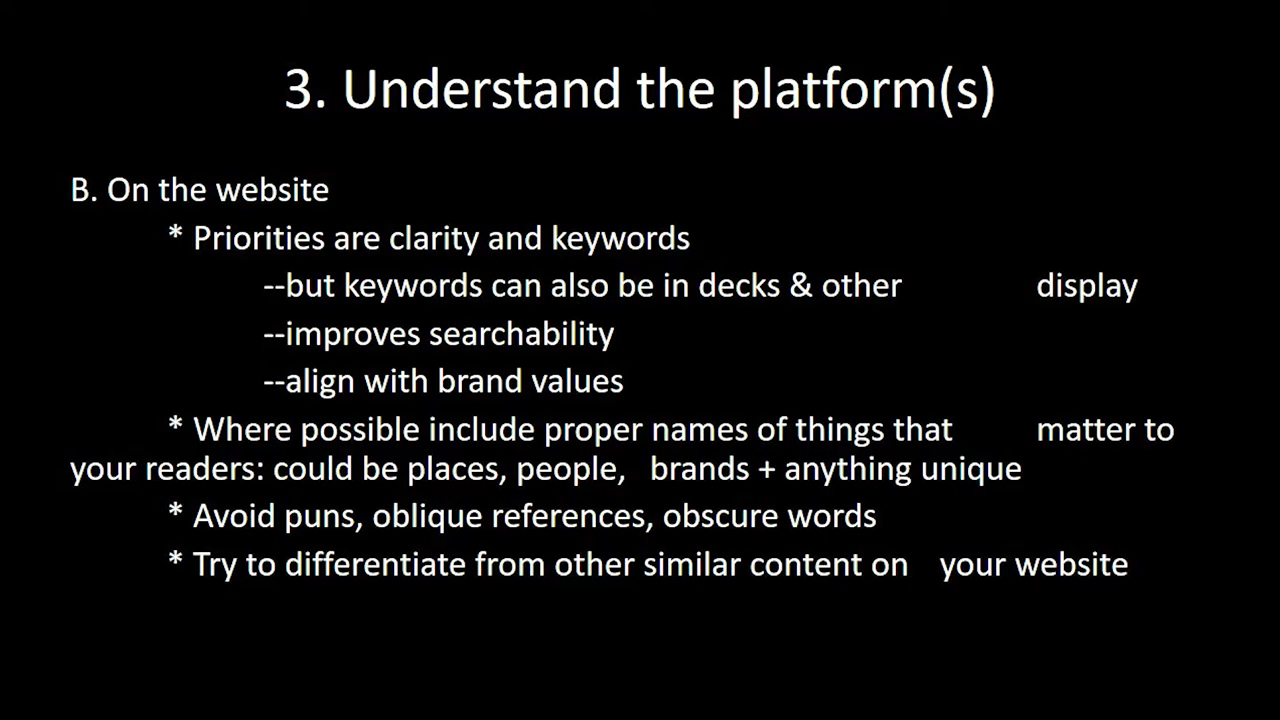 3. Understand the platform(s)
B. On the website
* Priorities are clarity and keywords
--but keywords can also be in decks & other display
--improves searchability
--align with brand values
* Where possible include proper names of things that matter to
your readers: could be places, people, brands + anything unique
* Avoid puns, oblique references, obscure words
* Try to differentiate from other similar content on your website